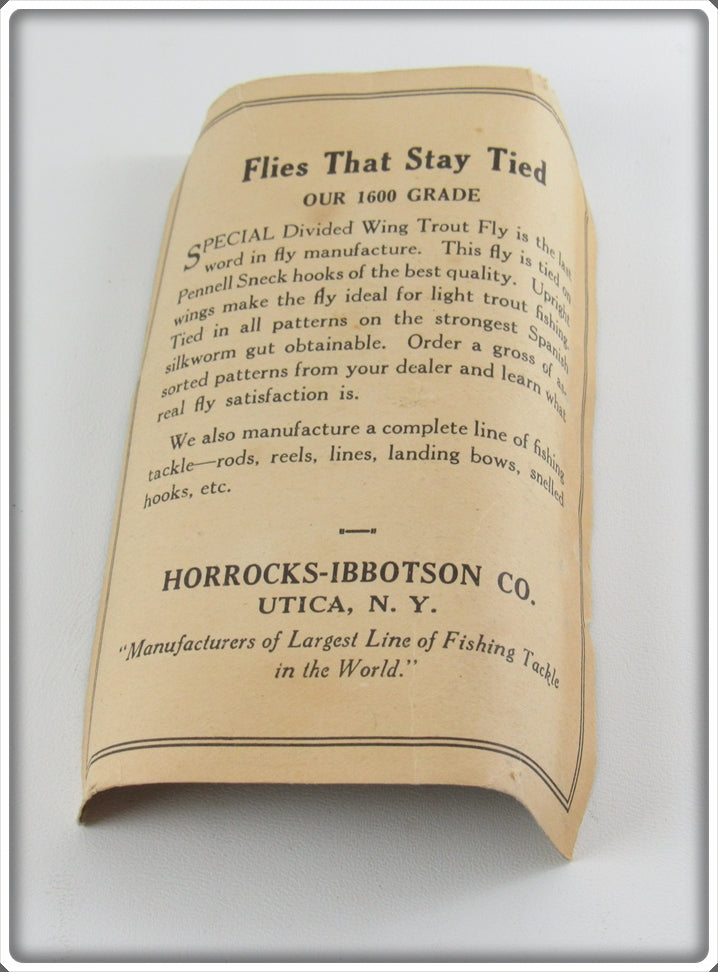 Flies That Stay Tied
OUR 1600 GRADE
SPECIAL Divided Wing Trout Fly is the last
word in fly manufacture. This fly is tied on
Pennell Sneck hooks of the best quality. Upright
wings make the fly ideal for light trout fishing.
Tied in all patterns on the strongest Spanish
silkworm gut obtainable. Order a gross of as-
sorted patterns from your dealer and learn what
real fly satisfaction is.
We also manufacture a complete line of fishing
tackle—rods, reels, lines, landing bows, snelled
hooks, etc.
HORROCKS-IBBOTSON CO.
UTICA, N. Y.
"Manufacturers of Largest Line of Fishing Tackle
in the World."